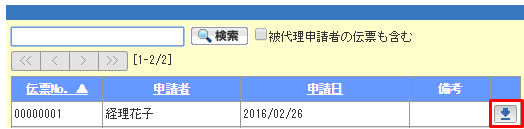 検索 被代理申請者の伝票も含む
<< < > >> [1-2/2]
伝票No. ▲ 申請者 申請日 備考
00000001 経理花子 2016/02/26